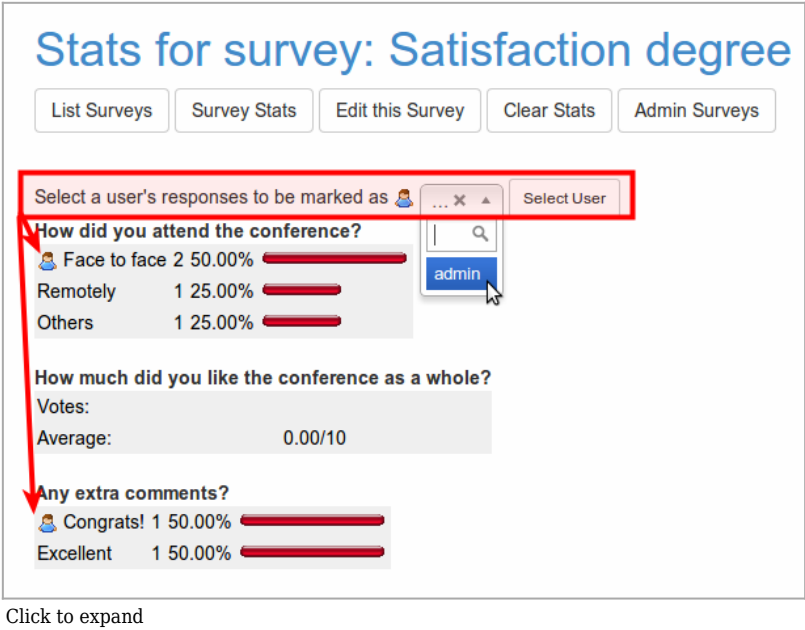 Stats for survey: Satisfaction degree
List Surveys Survey Stats Edit this Survey Clear Stats Admin Surveys
Select a user's responses to be marked as ... Select User
How did you attend the conference?
admin
Face to face 2 50.00%
Remotely 1 25.00%
Others 1 25.00%
How much did you like the conference as a whole?
Votes:
Average: 0.00/10
Any extra comments?
Congrats! 1 50.00%
Excellent 1 50.00%
Click to expand